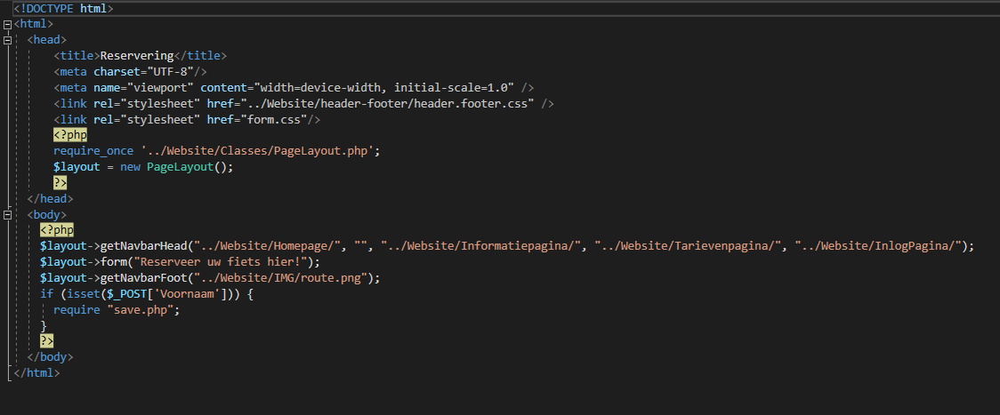 <!DOCTYPE html>
<html>
<head>
<title>Reservering</title>
<meta charset="UTF-8"/>
<meta name="viewport" content="width=device-width, initial-scale=1.0" />
<link rel="stylesheet" href="../Website/header-footer/header.footer.css" />
<link rel="stylesheet" href="form.css"/>
<?php
require_once '../Website/Classes/PageLayout.php';
$layout = new PageLayout();
?>
</head>
<body>
<?php
$layout->getNavbarHead("../Website/Homepage/", "", "../Website/Informatiepagina/", "../Website/Tarievenpagina/", "../Website/InlogPagina/");
$layout->form("Reserveer uw fiets hier!");
$layout->getNavbarFoot("../Website/IMG/route.png");
if (isset($_POST['Voornaam'])) {
require "save.php";
}
?>
</body>
</html>